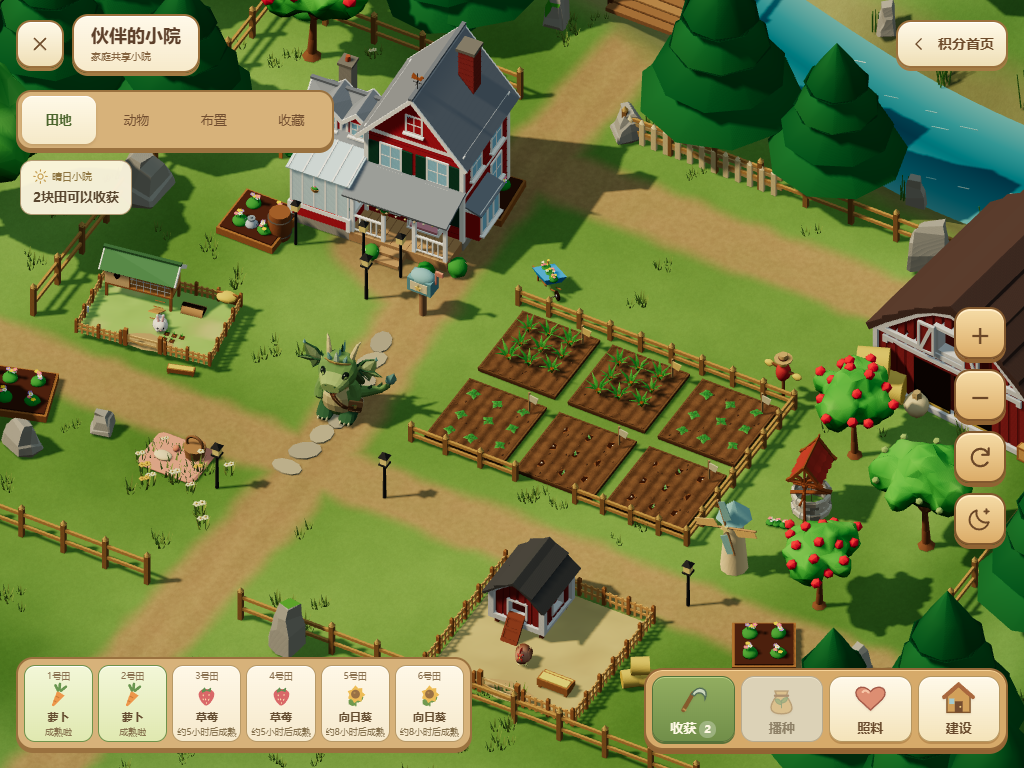 伙伴的小院
家庭共享小院
积分首页
田地
动物
布置
收藏
晴日小院
2块田可以收获
1号田
萝卜
成熟啦
2号田
萝卜
成熟啦
3号田
草莓
约5小时后成熟
4号田
草莓
约5小时后成熟
5号田
向日葵
约8小时后成熟
6号田
向日葵
约8小时后成熟
收获 2
播种
照料
建设